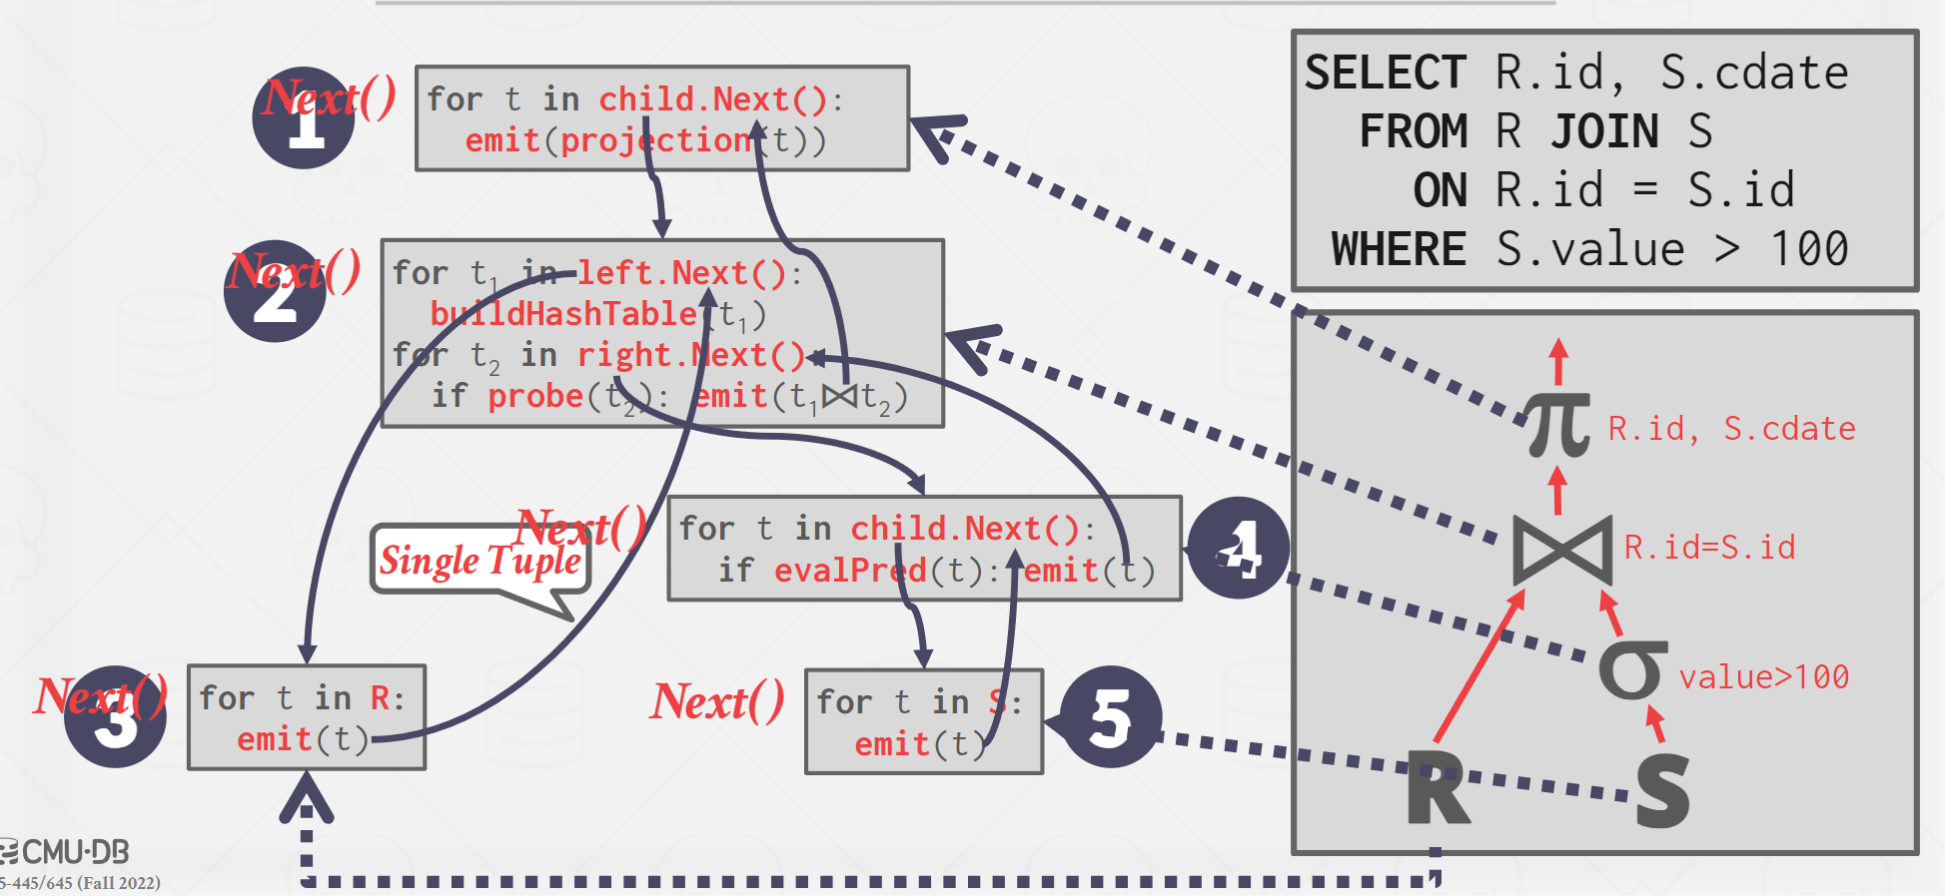 Next()
1
for t in child.Next():
emit(projection(t))
Next()
2
for t1 in left.Next():
buildHashTable(t1)
for t2 in right.Next():
if probe(t2): emit(t1⋈t2)
Next()
Single Tuple
for t in child.Next():
if evalPred(t): emit(t)
4
Next()
3
for t in R:
emit(t)
Next()
for t in S:
emit(t)
5
SELECT R.id, S.cdate
FROM R JOIN S
ON R.id = S.id
WHERE S.value > 100
π R.id, S.cdate
⋈ R.id=S.id
σ value>100
R S
CMU·DB
5-445/645 (Fall 2022)